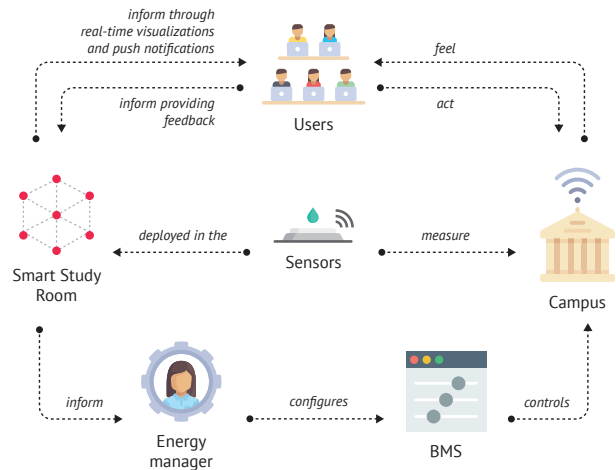 inform through
real-time visualizations
and push notifications
feel
inform providing
feedback
act
Users
deployed in the
measure
Smart Study
Room
Sensors
Campus
inform
configures
controls
Energy
manager
BMS